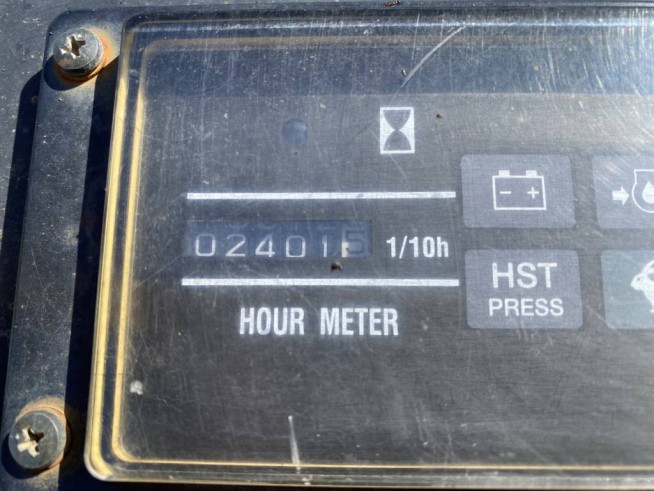 02401 1/10h
HOUR METER
- +
HST
PRESS